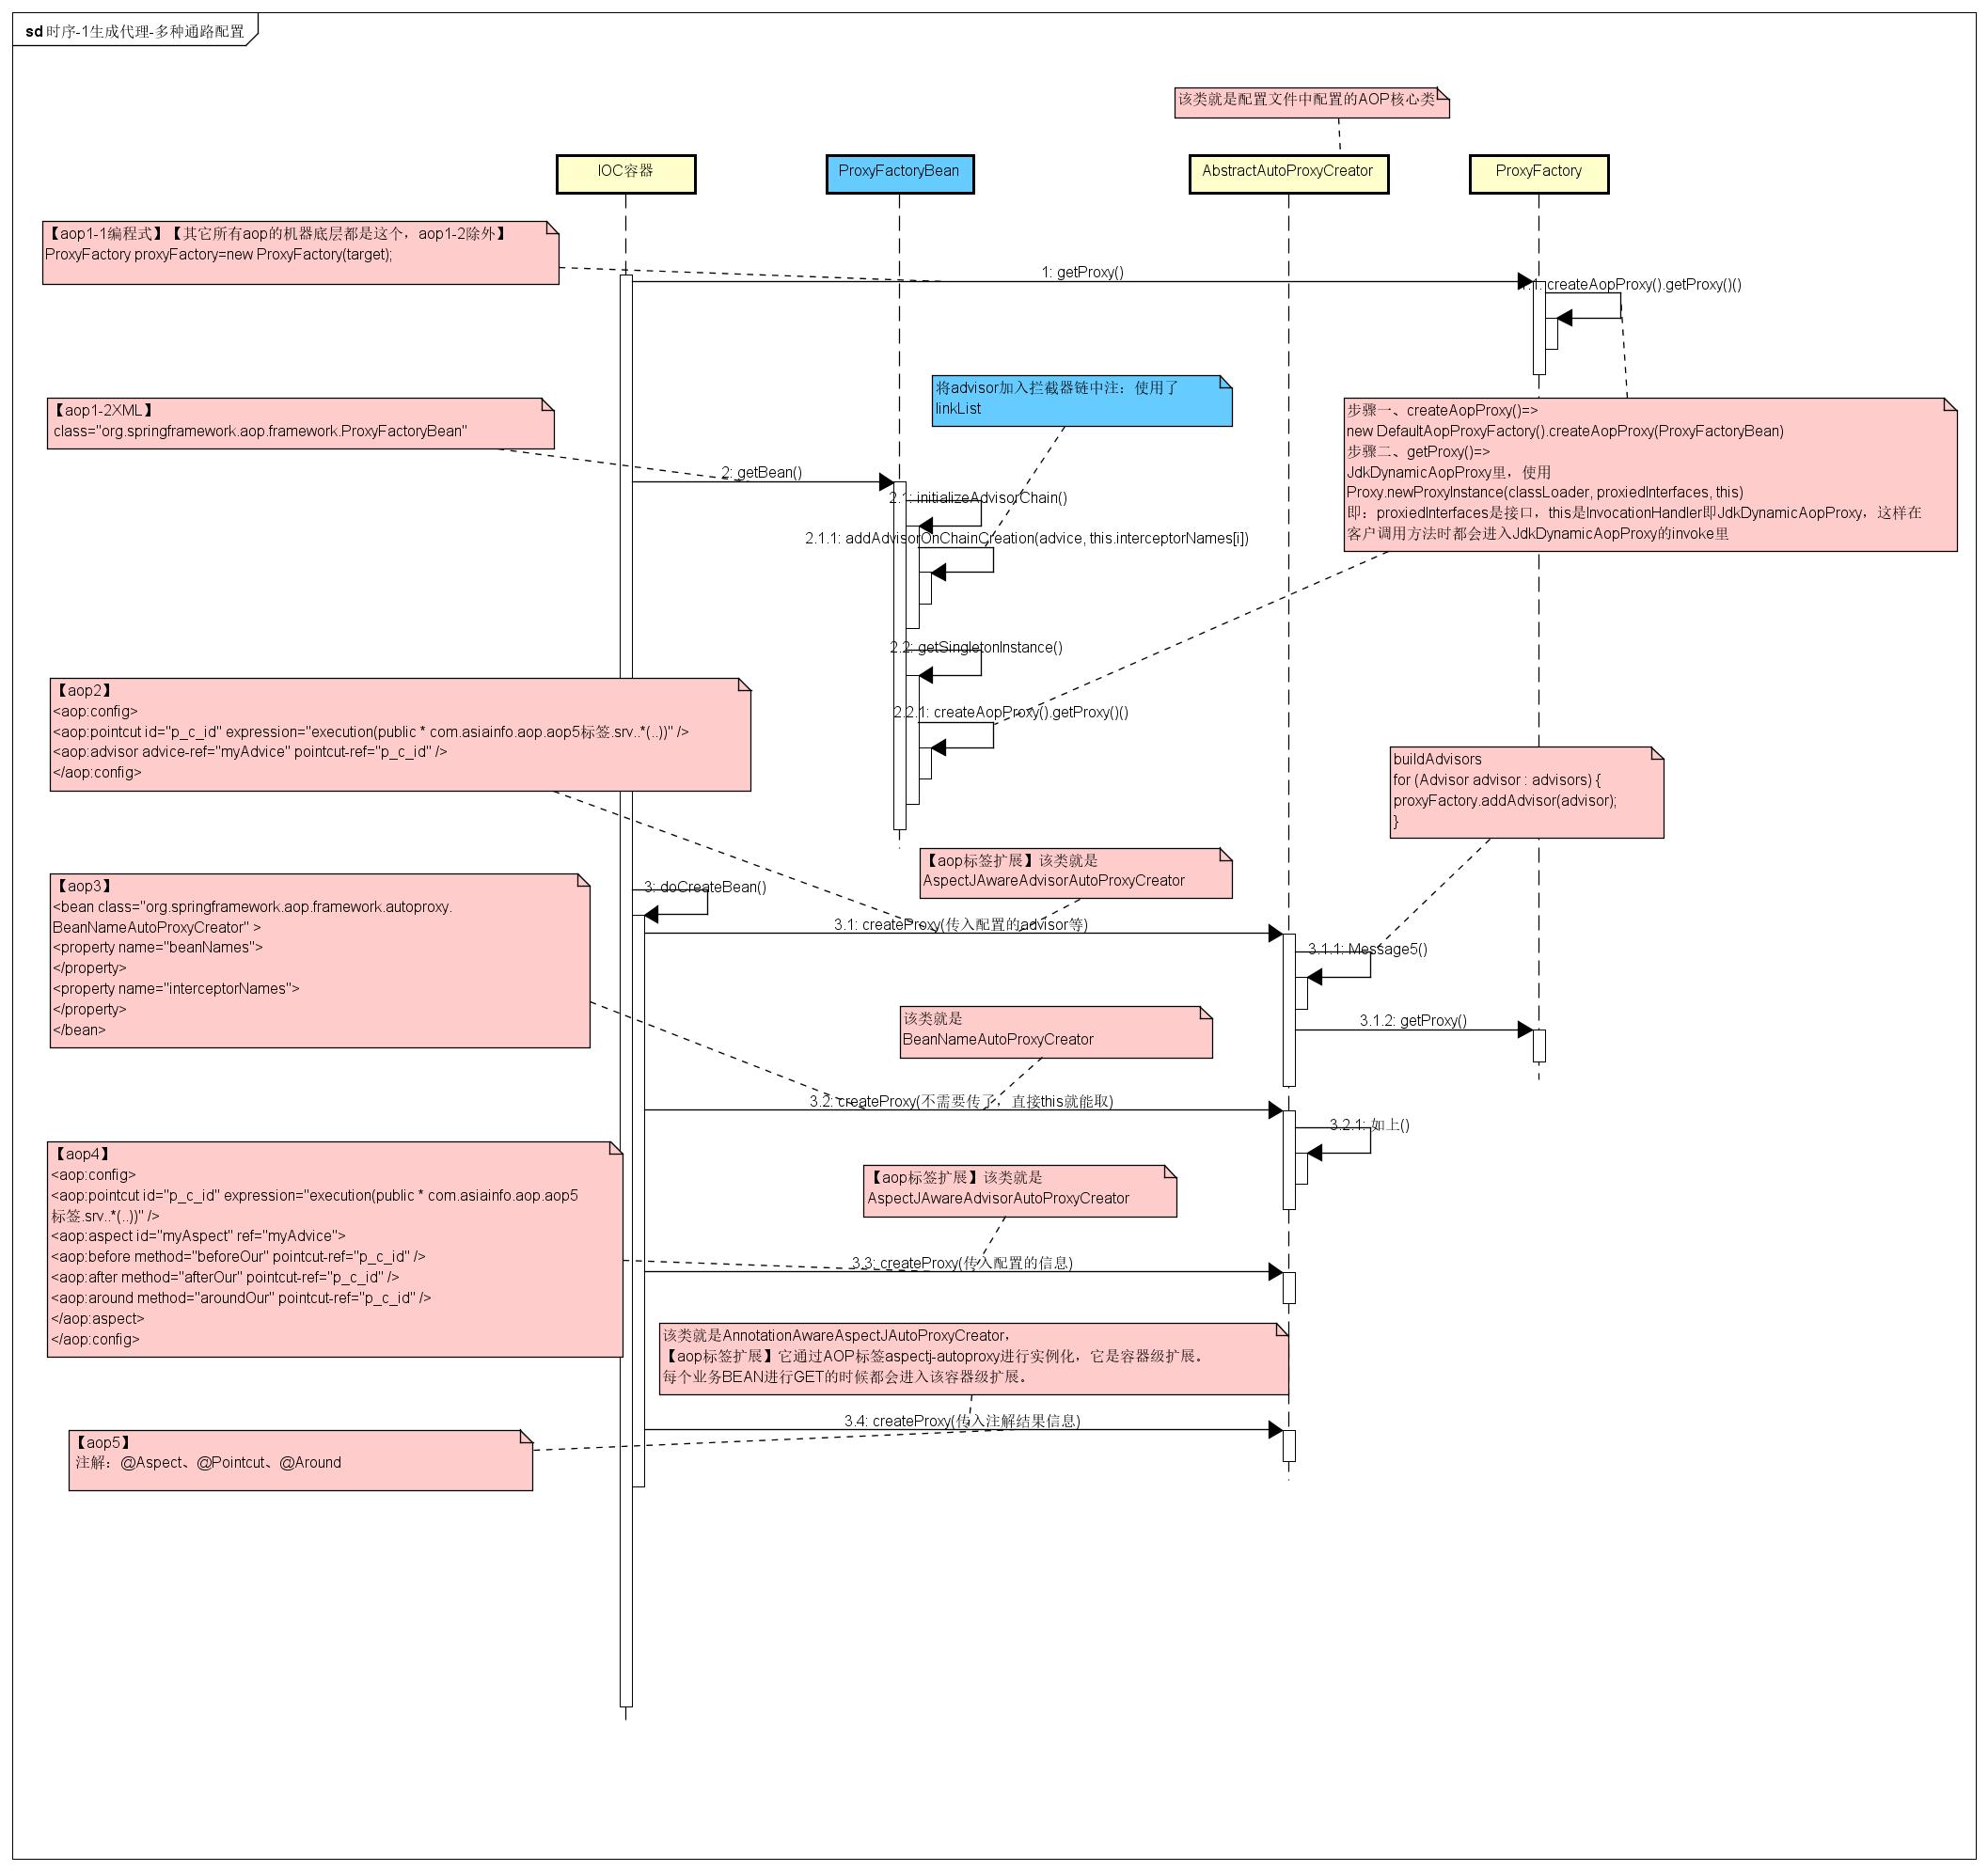 sd 时序-1生成代理-多种通路配置
该类就是配置文件中配置的AOP核心类
IOC容器
ProxyFactoryBean
AbstractAutoProxyCreator
ProxyFactory
【aop1-1编程式】【其它所有aop的机器底层都是这个，aop1-2除外】
ProxyFactory proxyFactory=new ProxyFactory(target);
1: getProxy()
1.1: createAopProxy().getProxy()()
将advisor加入拦截器链中注：使用了
linkList
【aop1-2XML】
class="org.springframework.aop.framework.ProxyFactoryBean"
步骤一、createAopProxy()=>
new DefaultAopProxyFactory().createAopProxy(ProxyFactoryBean)
步骤二、getProxy()=>
JdkDynamicAopProxy里，使用
Proxy.newProxyInstance(classLoader, proxiedInterfaces, this)
即：proxiedInterfaces是接口，this是InvocationHandler即JdkDynamicAopProxy，这样在
客户调用方法时都会进入JdkDynamicAopProxy的invoke里
2: getBean()
2.1: initializeAdvisorChain()
2.1.1: addAdvisorOnChainCreation(advice, this.interceptorNames[i])
2.2: getSingletonInstance()
2.2.1: createAopProxy().getProxy()()
【aop2】
<aop:config>
<aop:pointcut id="p_c_id" expression="execution(public * com.asiainfo.aop.aop5标签.srv..*(..))" />
<aop:advisor advice-ref="myAdvice" pointcut-ref="p_c_id" />
</aop:config>
buildAdvisors
for (Advisor advisor : advisors) {
proxyFactory.addAdvisor(advisor);
}
【aop标签扩展】该类就是
AspectJAwareAdvisorAutoProxyCreator
3: doCreateBean()
【aop3】
<bean class="org.springframework.aop.framework.autoproxy.
BeanNameAutoProxyCreator" >
<property name="beanNames">
</property>
<property name="interceptorNames">
</property>
</bean>
3.1: createProxy(传入配置的advisor等)
3.1.1: Message5()
该类就是
BeanNameAutoProxyCreator
3.1.2: getProxy()
3.2: createProxy(不需要传了，直接this就能取)
3.2.1: 如上()
【aop4】
<aop:config>
<aop:pointcut id="p_c_id" expression="execution(public * com.asiainfo.aop.aop5
标签.srv..*(..))" />
<aop:aspect id="myAspect" ref="myAdvice">
<aop:before method="beforeOur" pointcut-ref="p_c_id" />
<aop:after method="afterOur" pointcut-ref="p_c_id" />
<aop:around method="aroundOur" pointcut-ref="p_c_id" />
</aop:aspect>
</aop:config>
【aop标签扩展】该类就是
AspectJAwareAdvisorAutoProxyCreator
3.3: createProxy(传入配置的信息)
该类就是AnnotationAwareAspectJAutoProxyCreator，
【aop标签扩展】它通过AOP标签aspectj-autoproxy进行实例化，它是容器级扩展。
每个业务BEAN进行GET的时候都会进入该容器级扩展。
3.4: createProxy(传入注解结果信息)
【aop5】
注解：@Aspect、@Pointcut、@Around